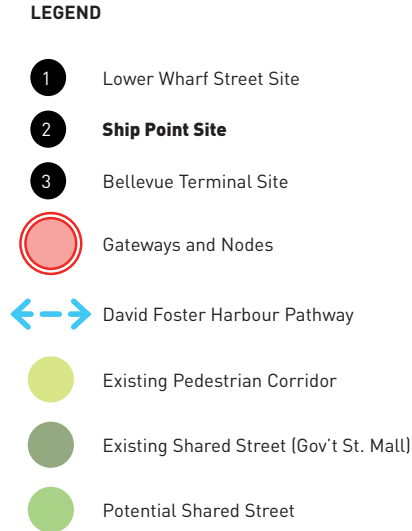 LEGEND
1 Lower Wharf Street Site
2 Ship Point Site
3 Bellevue Terminal Site
Gateways and Nodes
David Foster Harbour Pathway
Existing Pedestrian Corridor
Existing Shared Street (Gov't St. Mall)
Potential Shared Street